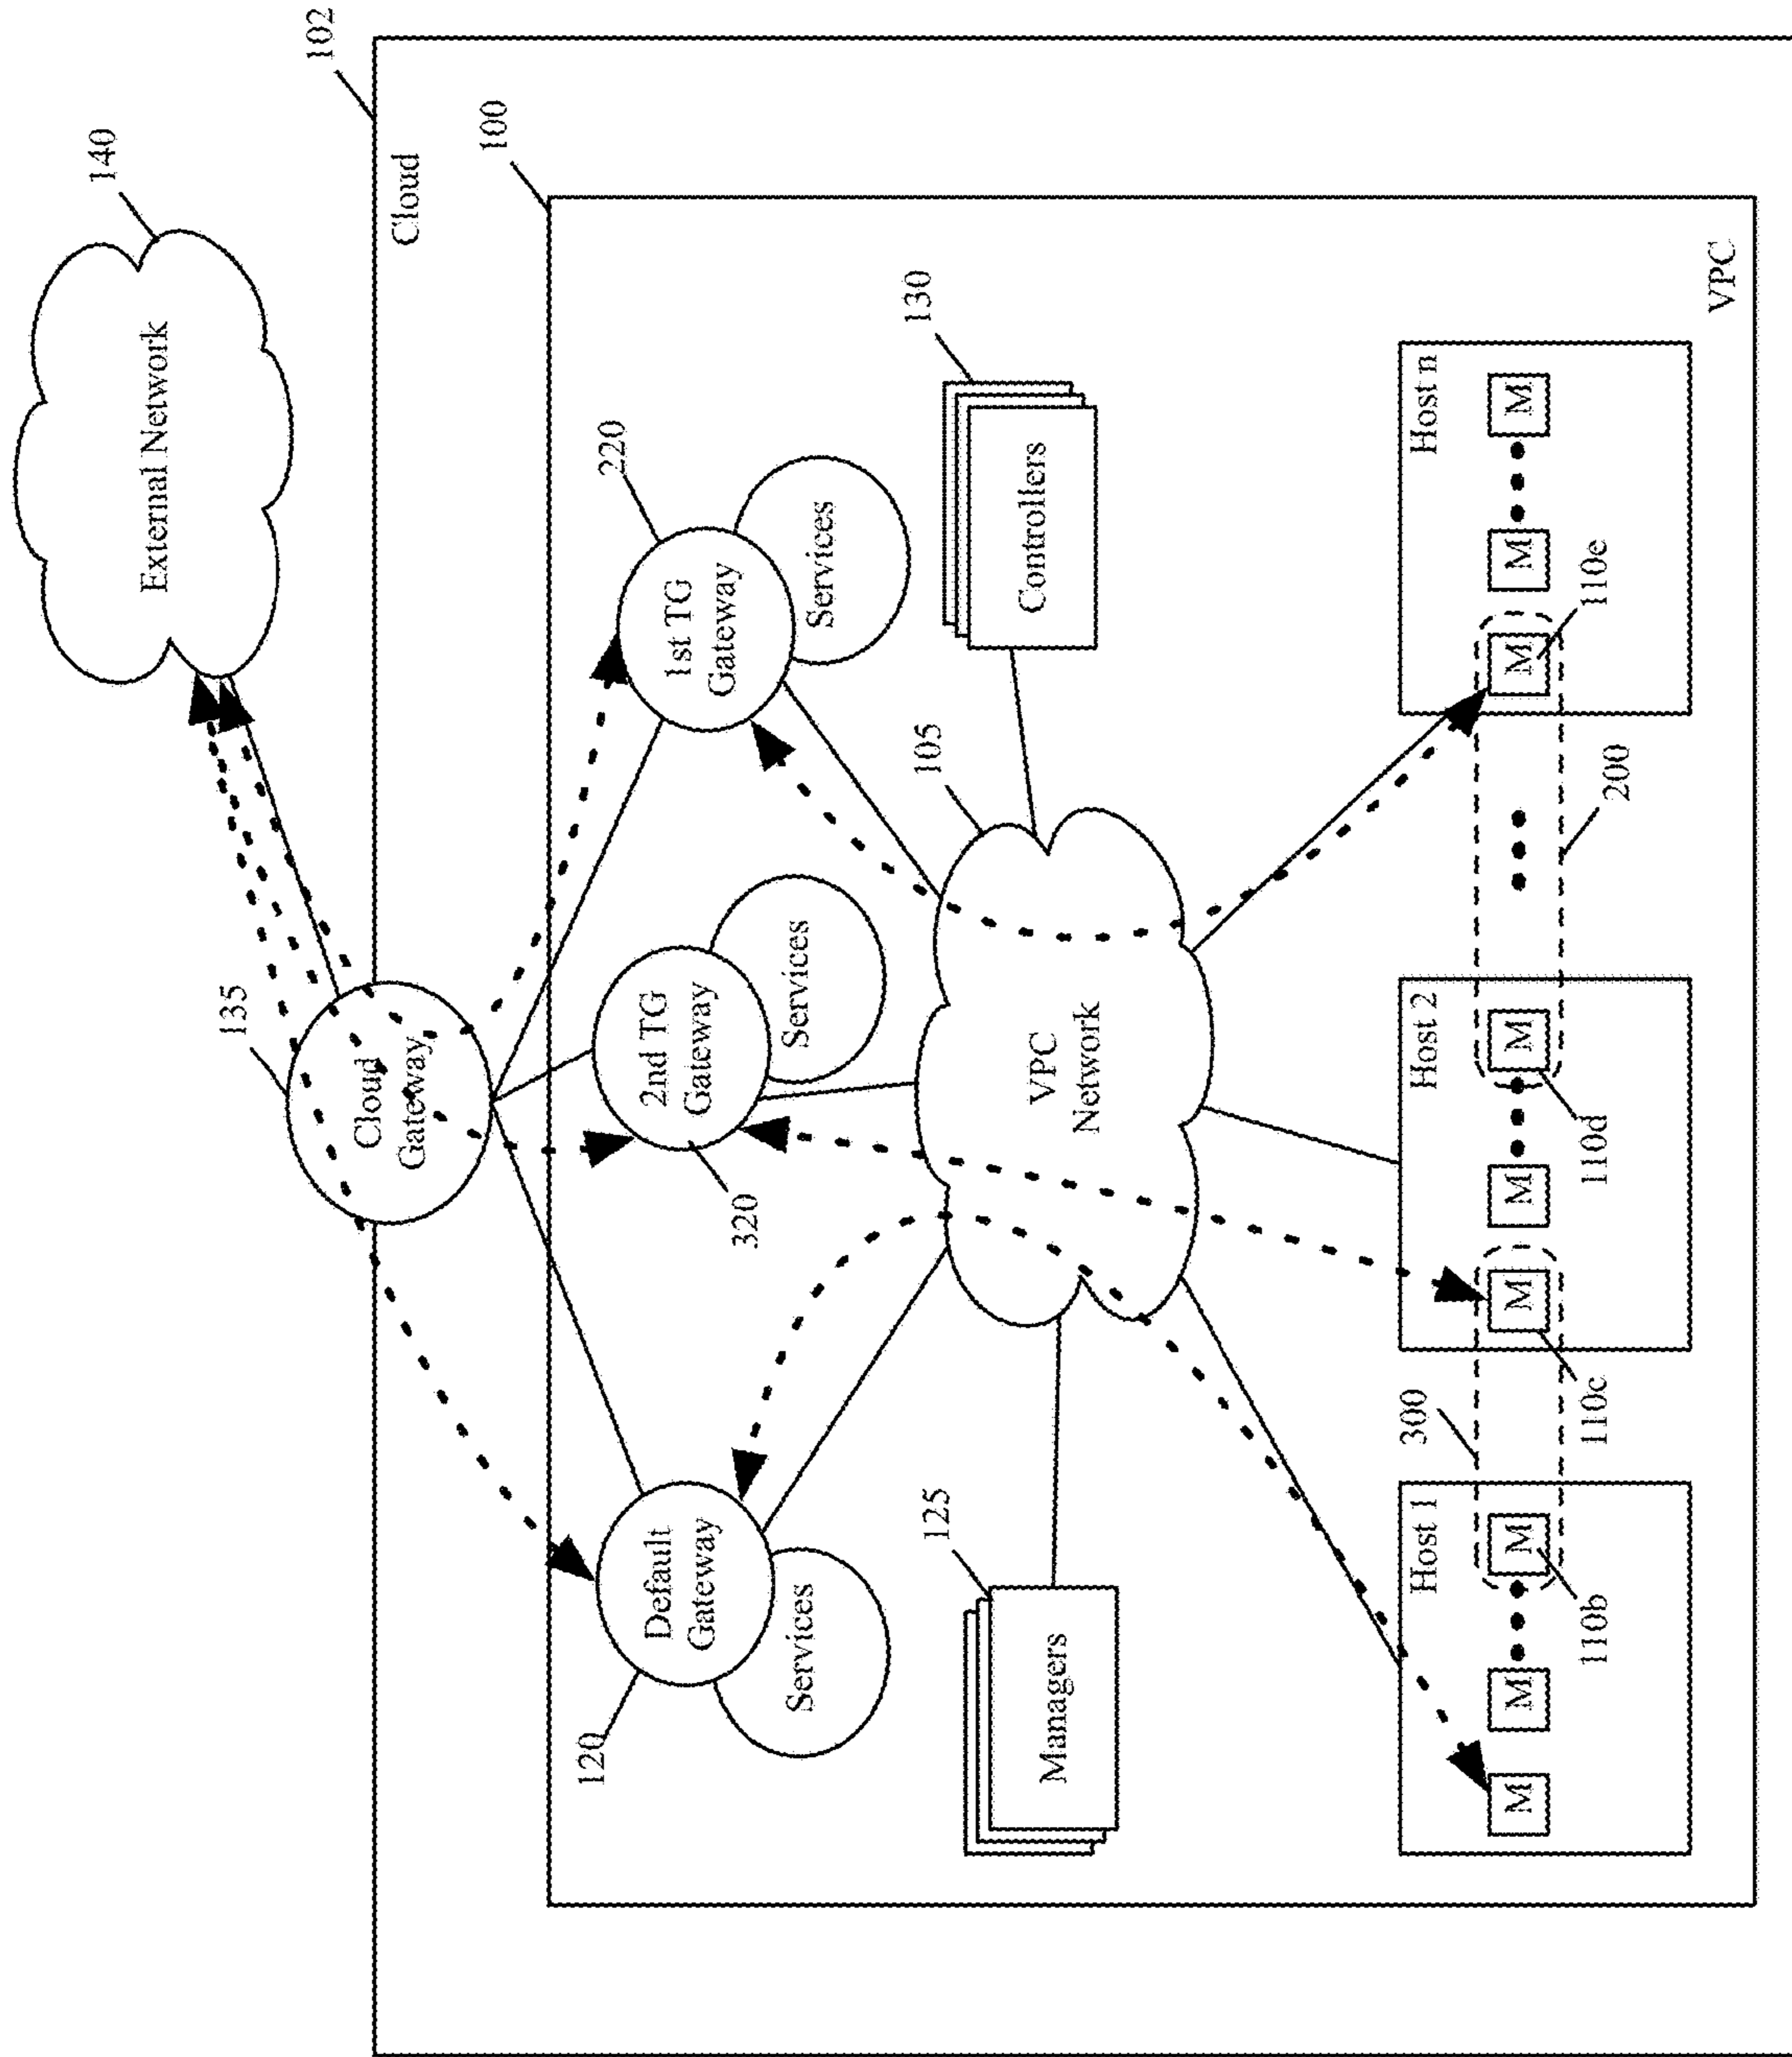 140
External Network
102
135
Cloud
Cloud
Gateway
100
220
1st TG
Gateway
Services
2nd TG
Gateway
Services
320
Default
Gateway
Services
120
105
VPC
Network
130
Controllers
125
Managers
Host 1
M
M
M
110b
300
Host 2
M
M
M
110c
110d
200
Host n
M
M
M
110e
VPC